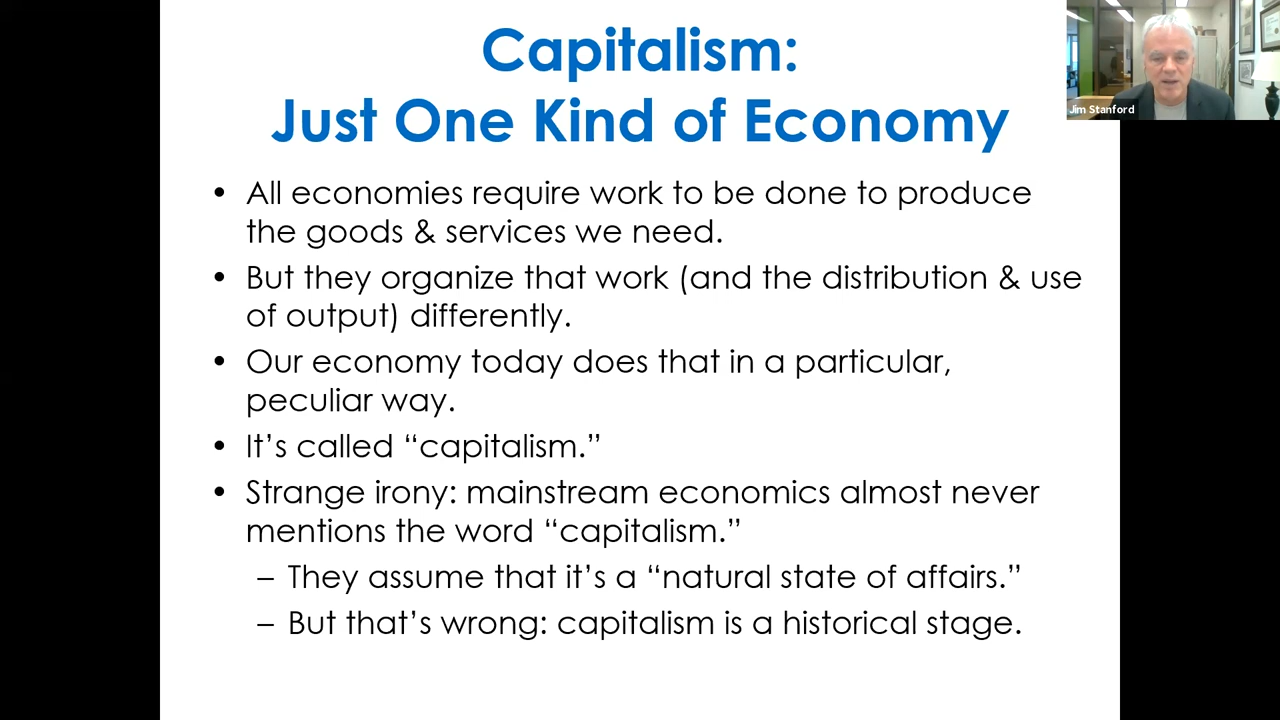 Capitalism:
Just One Kind of Economy
Jim Stanford
• All economies require work to be done to produce
the goods & services we need.
• But they organize that work (and the distribution & use
of output) differently.
• Our economy today does that in a particular,
peculiar way.
• It’s called “capitalism.”
• Strange irony: mainstream economics almost never
mentions the word “capitalism.”
– They assume that it’s a “natural state of affairs.”
– But that’s wrong: capitalism is a historical stage.